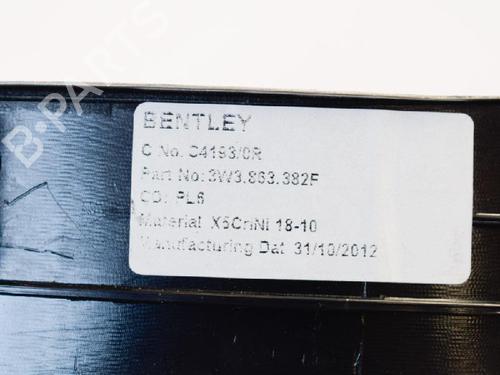 BENTLEY
C No: C4193/0R
Part No: 3W3.863.382F
CD: PL6
Material X5CrNi 18-10
Manufacturing Dat 31/10/2012
B-PARTS